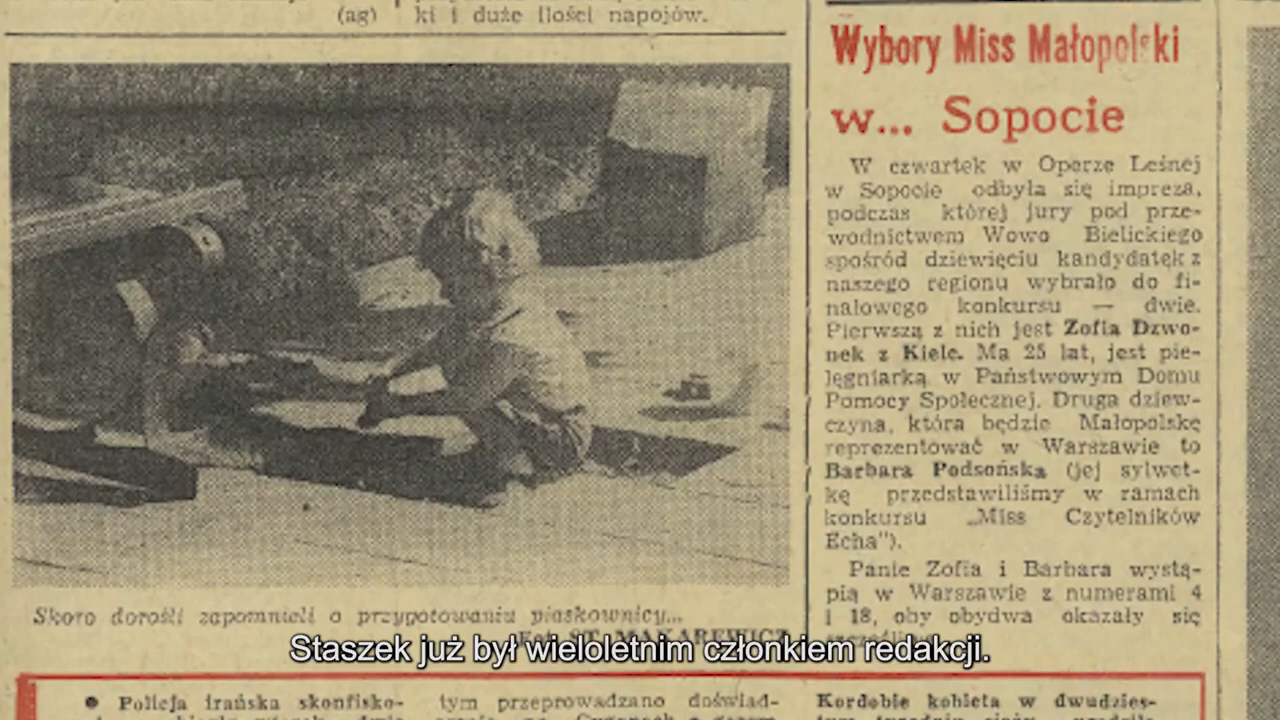 (ag)
ki i duże ilości napojów.
Skoro dorośli zapomnieli o przygotowaniu piaskownicy...
Fot. ST. MAKAREWICZ
Wybory Miss Małopolski
w... Sopocie
W czwartek w Operze Leśnej
w Sopocie odbyła się impreza,
podczas której jury pod prze-
wodnictwem Wowo Bielickiego
spośród dziewięciu kandydatek z
naszego regionu wybrało do fi-
nałowego konkursu — dwie.
Pierwszą z nich jest Zofia Dzwo-
nek z Kielc. Ma 25 lat, jest pie-
lęgniarką w Państwowym Domu
Pomocy Społecznej. Druga dziew-
czyna, która będzie Małopolskę
reprezentować w Warszawie to
Barbara Podsońska (jej sylwet-
kę przedstawiliśmy w ramach
konkursu „Miss Czytelników
Echa").
Panie Zofia i Barbara wystą-
pią w Warszawie z numerami 4
i 18, oby obydwa okazały się
Staszek już był wieloletnim członkiem redakcji.
● Policja irańska skonfisko-
tym przeprowadzano doświad-
Kordobie kobieta w dwudzies-